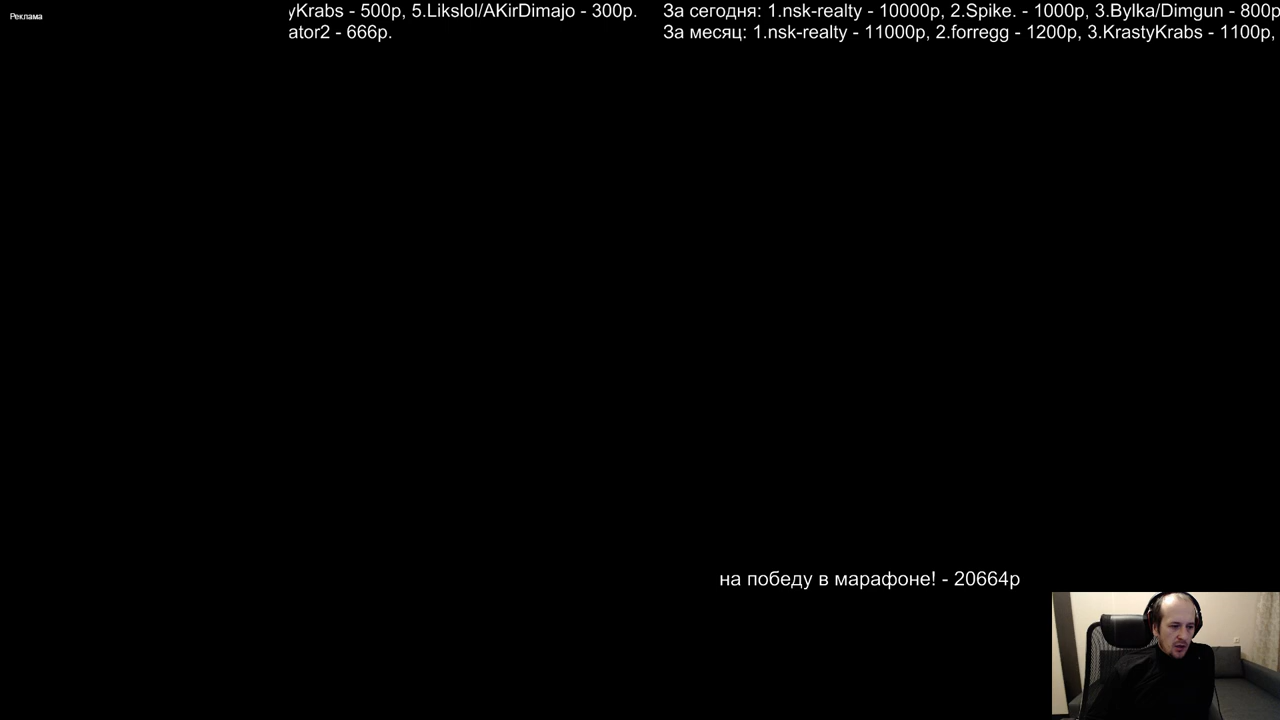 Реклама
yKrabs - 500р, 5.Likslol/AKirDimajo - 300р. За сегодня: 1.nsk-realty - 10000р, 2.Spike. - 1000р, 3.Bylka/Dimgun - 800р
ator2 - 666р. За месяц: 1.nsk-realty - 11000р, 2.forregg - 1200р, 3.KrastyKrabs - 1100р,
на победу в марафоне! - 20664р